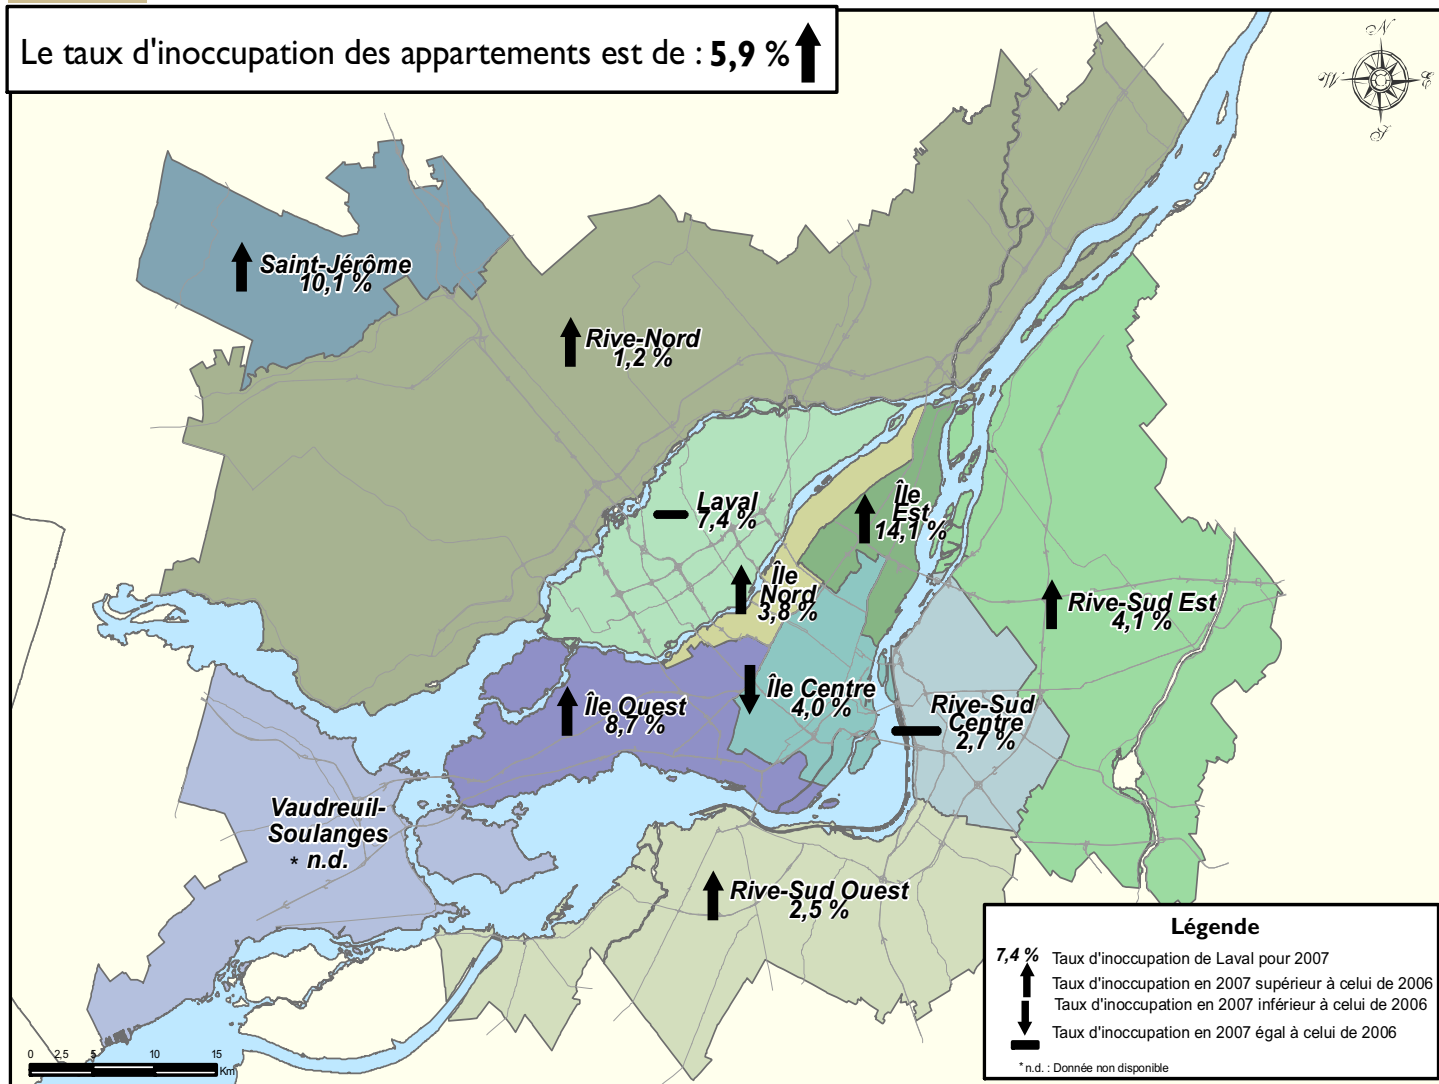 Le taux d'inoccupation des appartements est de : 5,9 %
N
W
E
S
Saint-Jérôme
10,1 %
Rive-Nord
1,2 %
Laval
7,4 %
Île
Est
14,1 %
Île
Nord
3,8 %
Rive-Sud Est
4,1 %
Île Centre
4,0 %
Île Ouest
8,7 %
Rive-Sud
Centre
2,7 %
Vaudreuil-
Soulanges
* n.d.
Rive-Sud Ouest
2,5 %
Légende
7,4 % Taux d'inoccupation de Laval pour 2007
Taux d'inoccupation en 2007 supérieur à celui de 2006
Taux d'inoccupation en 2007 inférieur à celui de 2006
Taux d'inoccupation en 2007 égal à celui de 2006
* n.d. : Donnée non disponible
0 2,5 5 10 15
Km